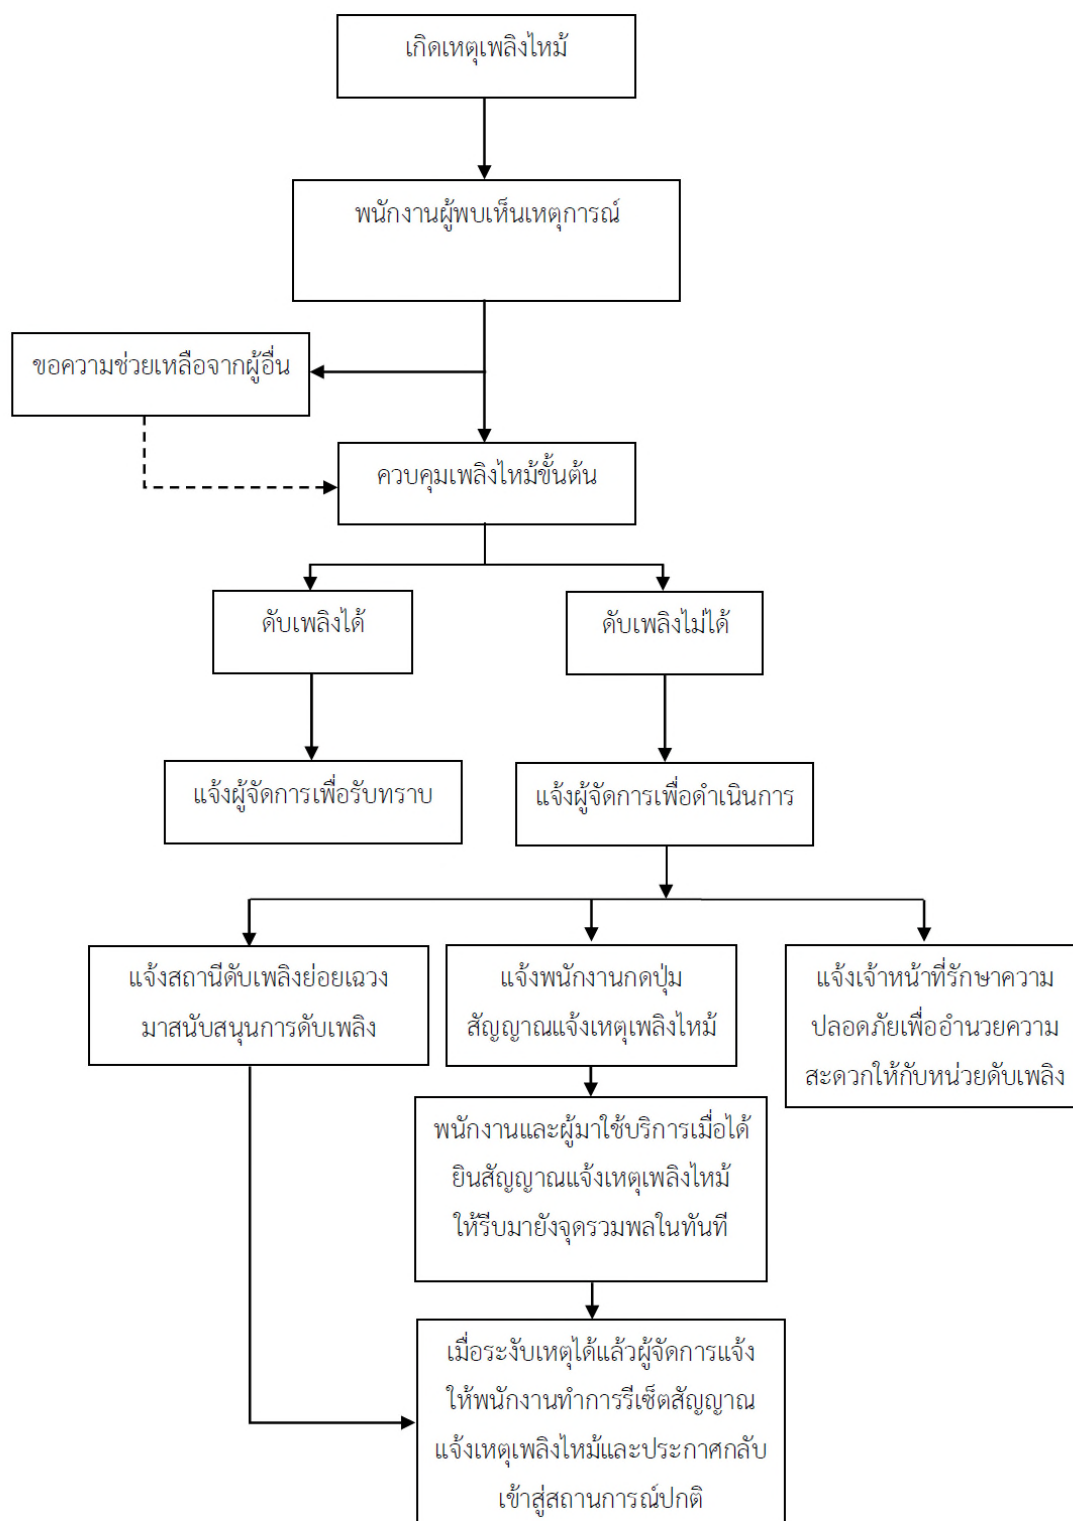 เกิดเหตุเพลิงไหม้
พนักงานผู้พบเห็นเหตุการณ์
ขอความช่วยเหลือจากผู้อื่น
ควบคุมเพลิงไหม้ขั้นต้น
ดับเพลิงได้
ดับเพลิงไม่ได้
แจ้งผู้จัดการเพื่อรับทราบ
แจ้งผู้จัดการเพื่อดำเนินการ
แจ้งสถานีดับเพลิงย่อยเฉวง
มาสนับสนุนการดับเพลิง
แจ้งพนักงานกดปุ่ม
สัญญาณแจ้งเหตุเพลิงไหม้
แจ้งเจ้าหน้าที่รักษาความ
ปลอดภัยเพื่ออำนวยความ
สะดวกให้กับหน่วยดับเพลิง
พนักงานและผู้มาใช้บริการเมื่อได้
ยินสัญญาณแจ้งเหตุเพลิงไหม้
ให้รีบมายังจุดรวมพลในทันที
เมื่อระงับเหตุได้แล้วผู้จัดการแจ้ง
ให้พนักงานทำการรีเซ็ตสัญญาณ
แจ้งเหตุเพลิงไหม้และประกาศกลับ
เข้าสู่สถานการณ์ปกติ